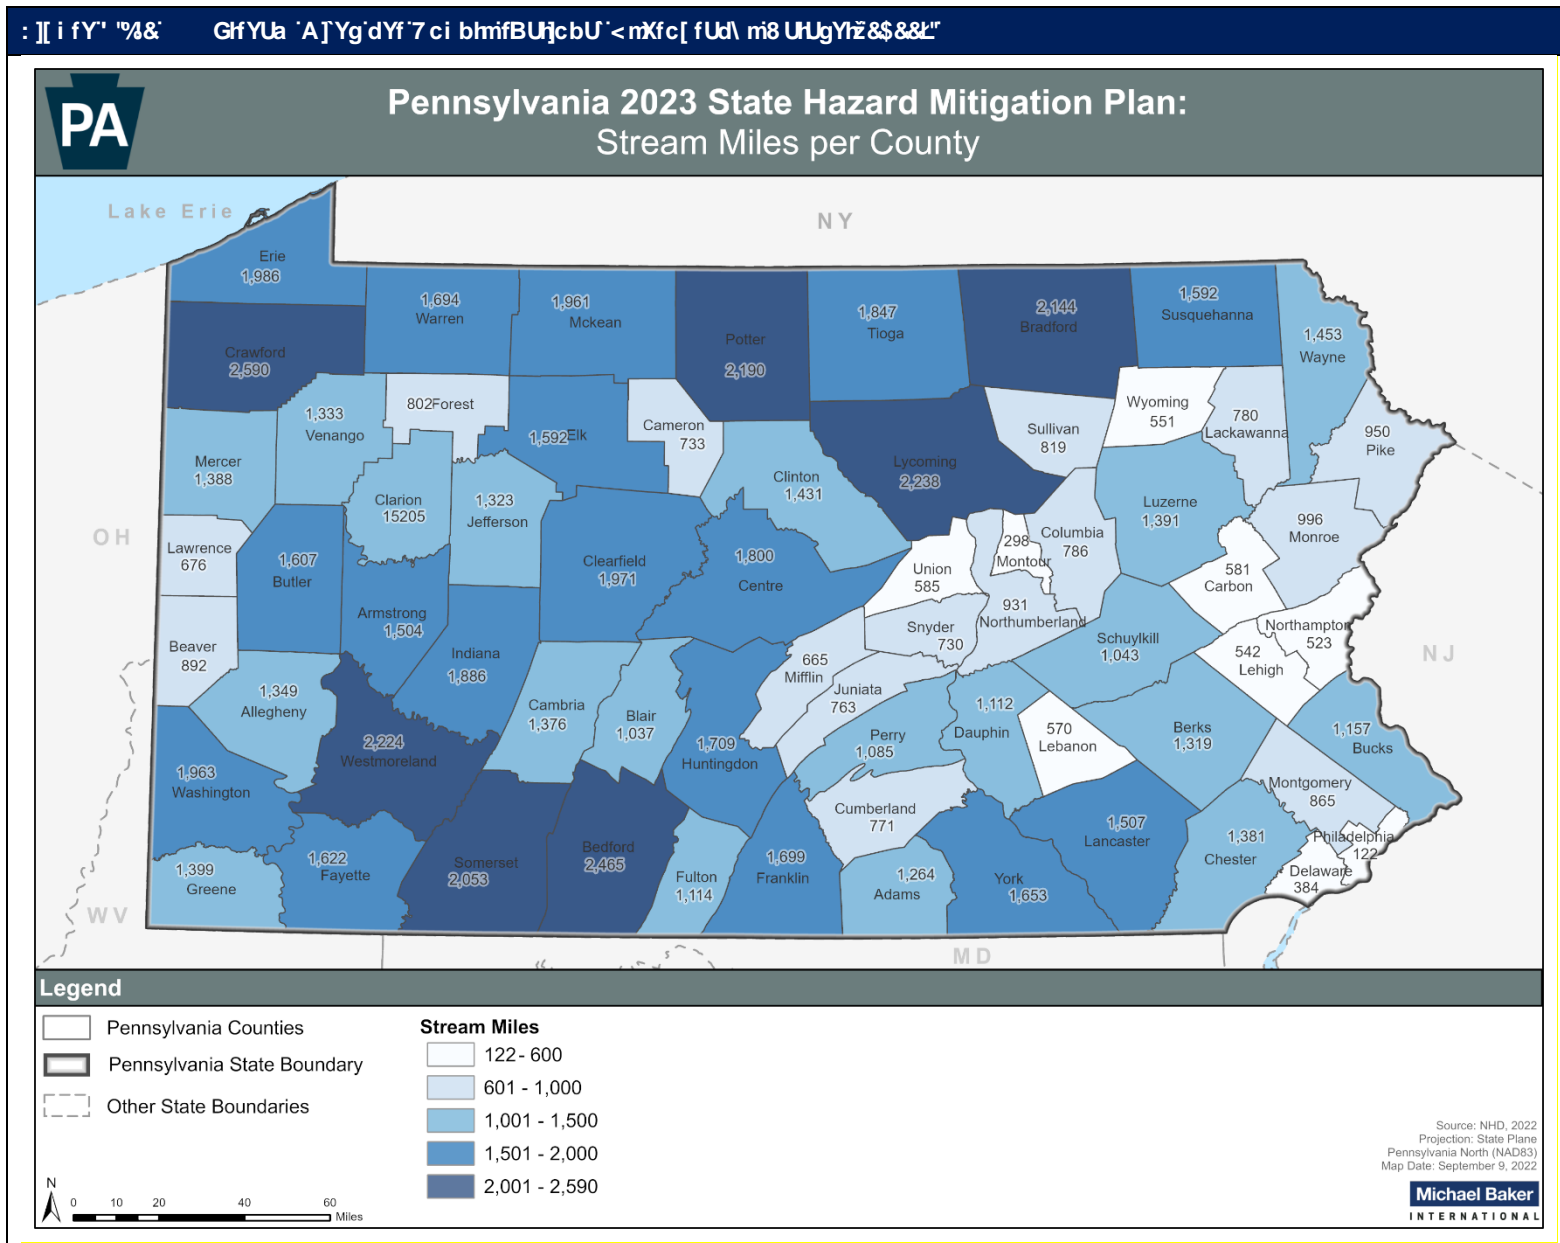 : ][ i fY' '"%&' GhfYUa 'A]`Yg'dYf'7ci bhmifBUh]cbU`'<mXfc[ fUd\ mi8 UhUgYhž&$&&Ł"
PA
Pennsylvania 2023 State Hazard Mitigation Plan:
Stream Miles per County
Lake Erie
NY
Erie
1,986
1,694
Warren
1,961
Mckean
Potter
2,190
1,847
Tioga
2,144
Bradford
1,592
Susquehanna
1,453
Wayne
Crawford
2,590
1,333
Venango
802Forest
1,592Elk
Cameron
733
Clinton
1,431
Lycoming
2,238
Sullivan
819
Wyoming
551
780
Lackawanna
950
Pike
Mercer
1,388
Clarion
15205
1,323
Jefferson
Luzerne
1,391
996
Monroe
OH
Lawrence
676
1,607
Butler
Clearfield
1,971
1,800
Centre
Union
585
298
Montour
Columbia
786
581
Carbon
Armstrong
1,504
Beaver
892
Indiana
1,886
Snyder
730
931
Northumberland
Schuylkill
1,043
542
Lehigh
Northampton
523
NJ
665
Mifflin
Juniata
763
1,349
Allegheny
Cambria
1,376
Blair
1,037
1,709
Huntingdon
Perry
1,085
1,112
Dauphin
570
Lebanon
Berks
1,319
1,157
Bucks
2,224
Westmoreland
1,963
Washington
Cumberland
771
Montgomery
865
1,507
Lancaster
1,381
Chester
Philadelphia
122
Delaware
384
1,399
Greene
1,622
Fayette
Somerset
2,053
Bedford
2,465
Fulton
1,114
1,699
Franklin
1,264
Adams
York
1,653
WV
MD
Legend
Pennsylvania Counties
Pennsylvania State Boundary
Other State Boundaries
Stream Miles
122- 600
601 - 1,000
1,001 - 1,500
1,501 - 2,000
2,001 - 2,590
N
0 10 20 40 60
Miles
Source: NHD, 2022
Projection: State Plane
Pennsylvania North (NAD83)
Map Date: September 9, 2022
Michael Baker
INTERNATIONAL